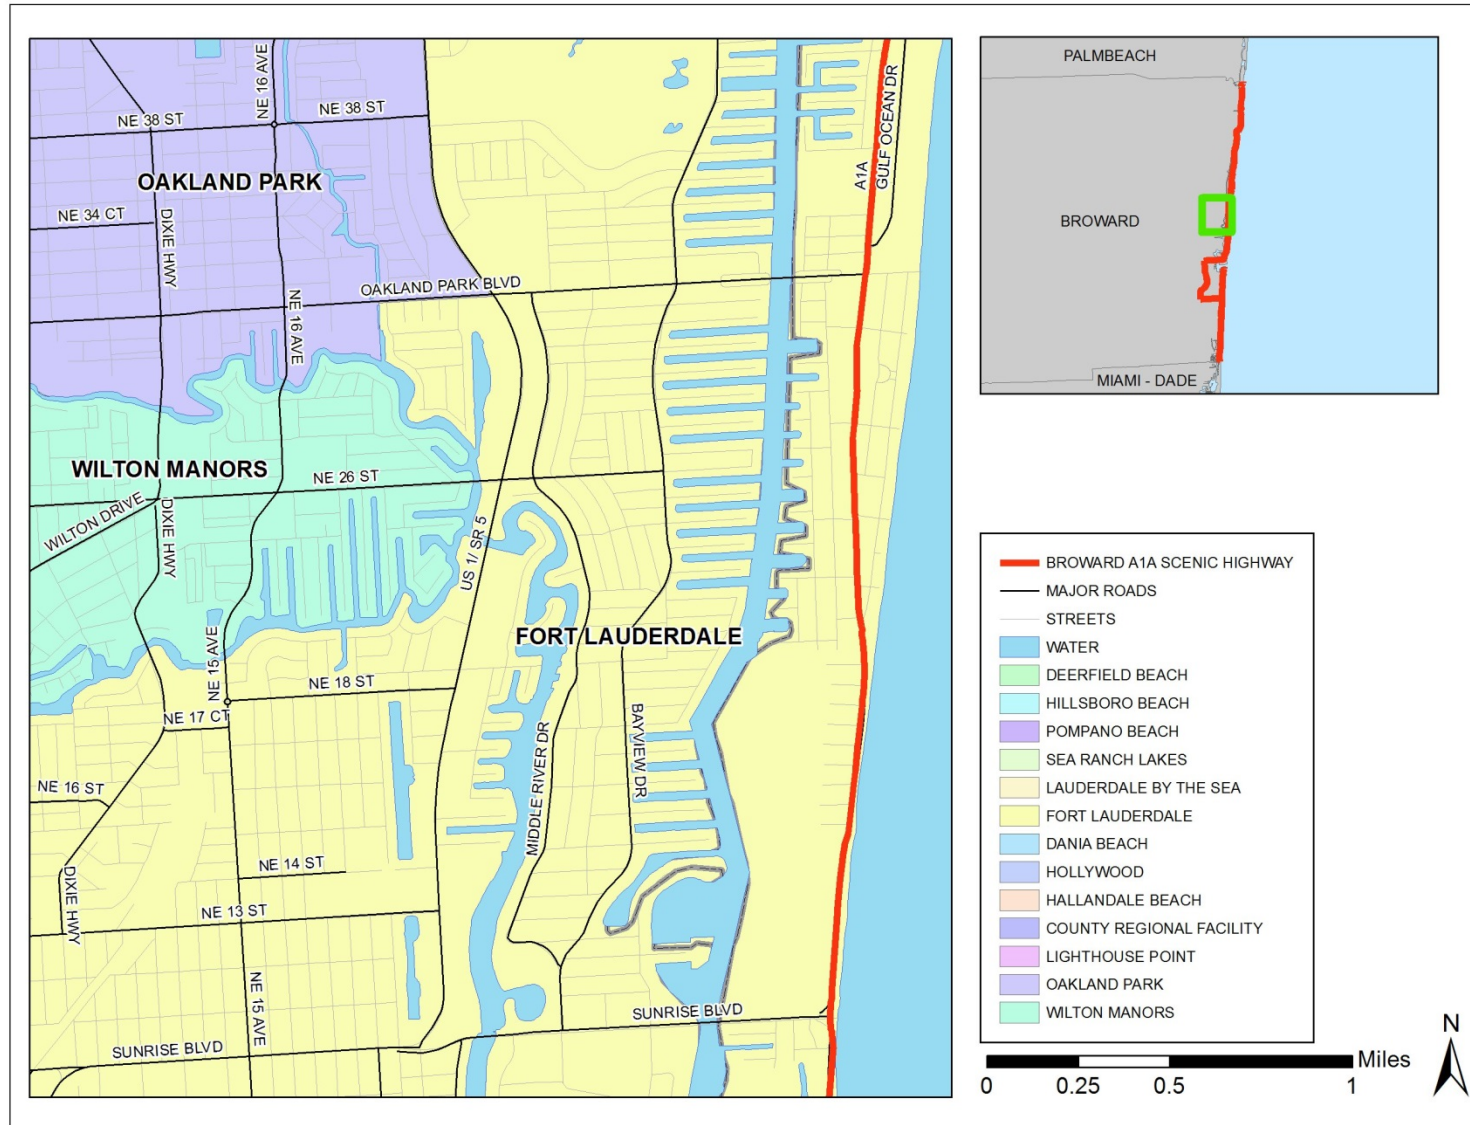 NE 16 AVE
NE 38 ST
NE 38 ST
OAKLAND PARK
NE 34 CT
DIXIE HWY
NE 16 AVE
OAKLAND PARK BLVD
A1A
GULF OCEAN DR
WILTON MANORS
NE 26 ST
WILTON DRIVE
DIXIE HWY
US 1/ SR 5
FORT LAUDERDALE
NE 15 AVE
NE 18 ST
NE 17 CT
BAYVIEW DR
MIDDLE RIVER DR
NE 16 ST
NE 14 ST
DIXIE HWY
NE 13 ST
NE 15 AVE
SUNRISE BLVD
SUNRISE BLVD
PALMBEACH
BROWARD
MIAMI - DADE
BROWARD A1A SCENIC HIGHWAY
MAJOR ROADS
STREETS
WATER
DEERFIELD BEACH
HILLSBORO BEACH
POMPANO BEACH
SEA RANCH LAKES
LAUDERDALE BY THE SEA
FORT LAUDERDALE
DANIA BEACH
HOLLYWOOD
HALLANDALE BEACH
COUNTY REGIONAL FACILITY
LIGHTHOUSE POINT
OAKLAND PARK
WILTON MANORS
N
Miles
0 0.25 0.5 1